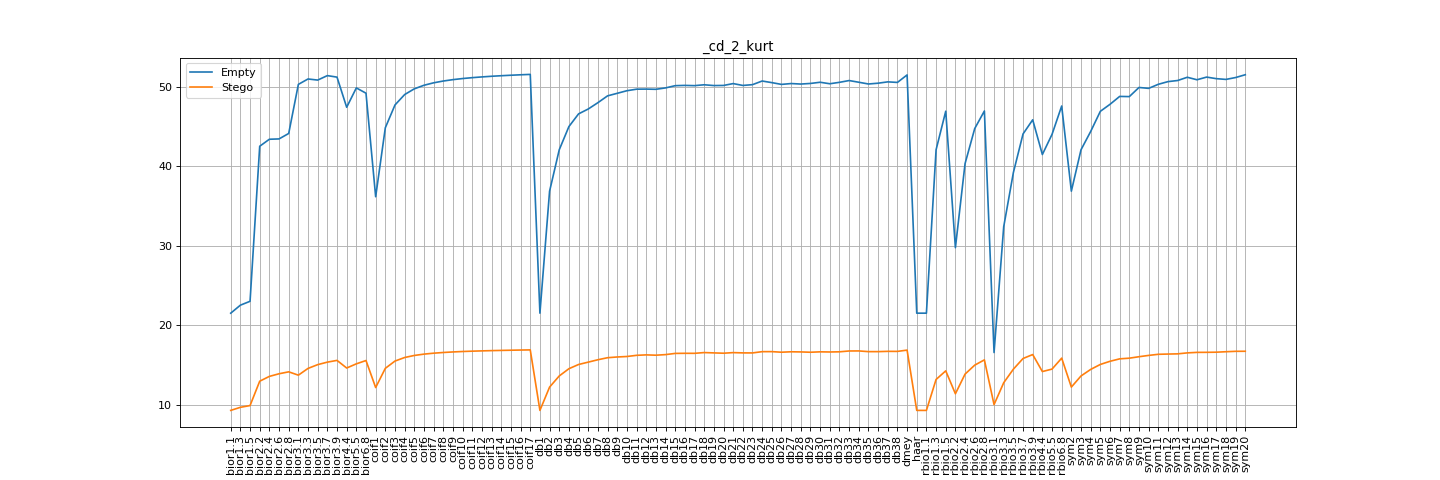 _cd_2_kurt
Empty
Stego
50
40
30
20
10
bior1.1
bior1.3
bior1.5
bior2.2
bior2.4
bior2.6
bior2.8
bior3.1
bior3.3
bior3.5
bior3.7
bior3.9
bior4.4
bior5.5
bior6.8
coif1
coif2
coif3
coif4
coif5
coif6
coif7
coif8
coif9
coif10
coif11
coif12
coif13
coif14
coif15
coif16
coif17
db1
db2
db3
db4
db5
db6
db7
db8
db9
db10
db11
db12
db13
db14
db15
db16
db17
db18
db19
db20
db21
db22
db23
db24
db25
db26
db27
db28
db29
db30
db31
db32
db33
db34
db35
db36
db37
db38
dmey
haar
rbio1.1
rbio1.3
rbio1.5
rbio2.2
rbio2.4
rbio2.6
rbio2.8
rbio3.1
rbio3.3
rbio3.5
rbio3.7
rbio3.9
rbio4.4
rbio5.5
rbio6.8
sym2
sym3
sym4
sym5
sym6
sym7
sym8
sym9
sym10
sym11
sym12
sym13
sym14
sym15
sym16
sym17
sym18
sym19
sym20